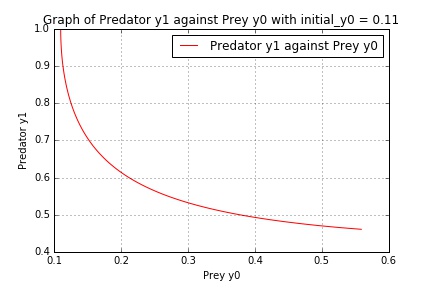 Graph of Predator y1 against Prey y0 with initial_y0 = 0.11
Predator y1 against Prey y0
1.0
0.9
0.8
0.7
0.6
0.5
0.4
Predator y1
0.1 0.2 0.3 0.4 0.5 0.6
Prey y0